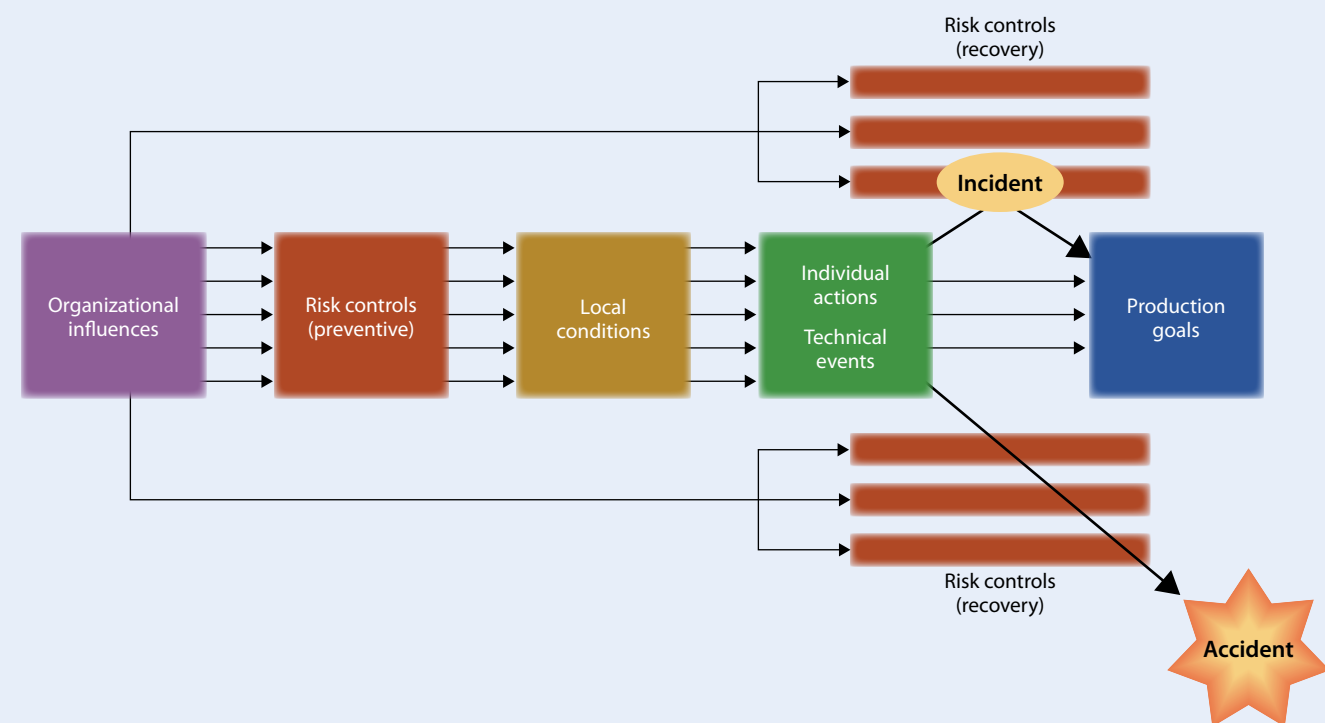 Risk controls
(recovery)
Incident
Organizational
influences
Risk controls
(preventive)
Local
conditions
Individual
actions
Technical
events
Production
goals
Risk controls
(recovery)
Accident